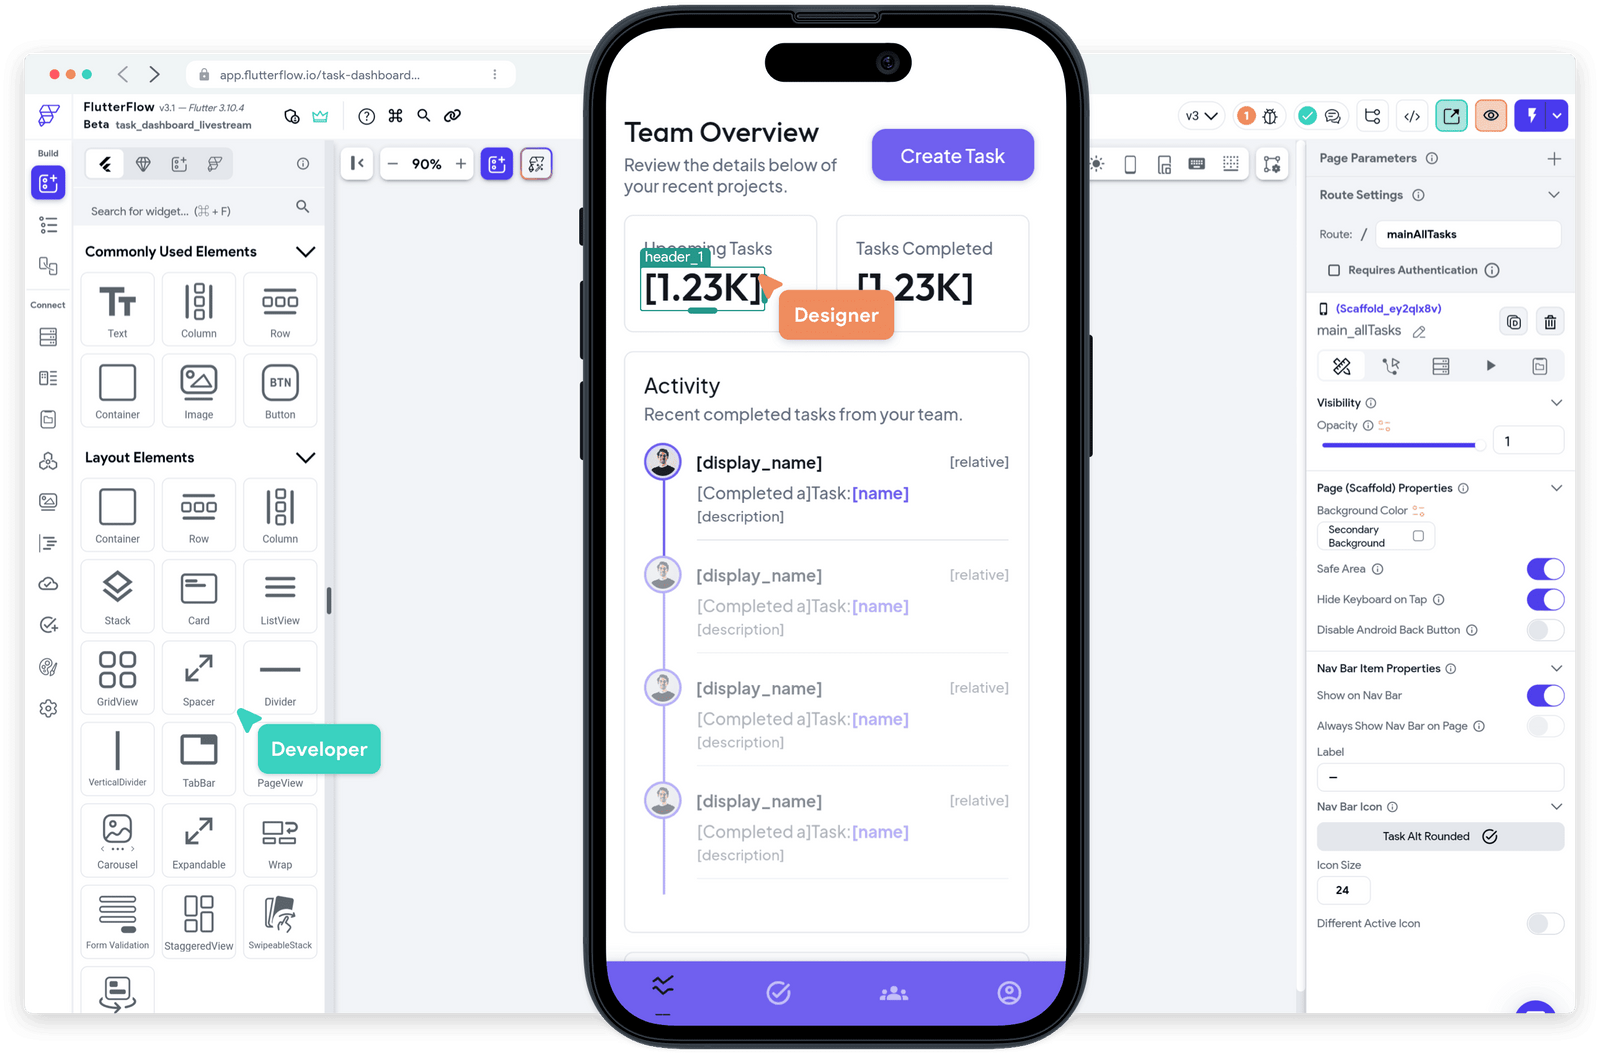 app.flutterflow.io/task-dashboard...
FlutterFlow v3.1 — Flutter 3.10.4
Beta task_dashboard_livestream
v3
1
Build
Connect
90%
Search for widget... (⌘ + F)
Commonly Used Elements
Text
Column
Row
Container
Image
BTN
Button
Layout Elements
Container
Row
Column
Stack
Card
ListView
GridView
Spacer
Divider
VerticalDivider
TabBar
PageView
Developer
Carousel
Expandable
Wrap
Form Validation
StaggeredView
SwipeableStack
Team Overview
Review the details below of
your recent projects.
Create Task
Upcoming Tasks
header_1
[1.23K]
Tasks Completed
[1.23K]
Designer
Activity
Recent completed tasks from your team.
[display_name]
[relative]
[Completed a]Task:[name]
[description]
[display_name]
[relative]
[Completed a]Task:[name]
[description]
[display_name]
[relative]
[Completed a]Task:[name]
[description]
[display_name]
[relative]
[Completed a]Task:[name]
[description]
Page Parameters
Route Settings
Route: / mainAllTasks
Requires Authentication
(Scaffold_ey2qlx8v)
main_allTasks
Visibility
Opacity
1
Page (Scaffold) Properties
Background Color
Secondary
Background
Safe Area
Hide Keyboard on Tap
Disable Android Back Button
Nav Bar Item Properties
Show on Nav Bar
Always Show Nav Bar on Page
Label
—
Nav Bar Icon
Task Alt Rounded
Icon Size
24
Different Active Icon